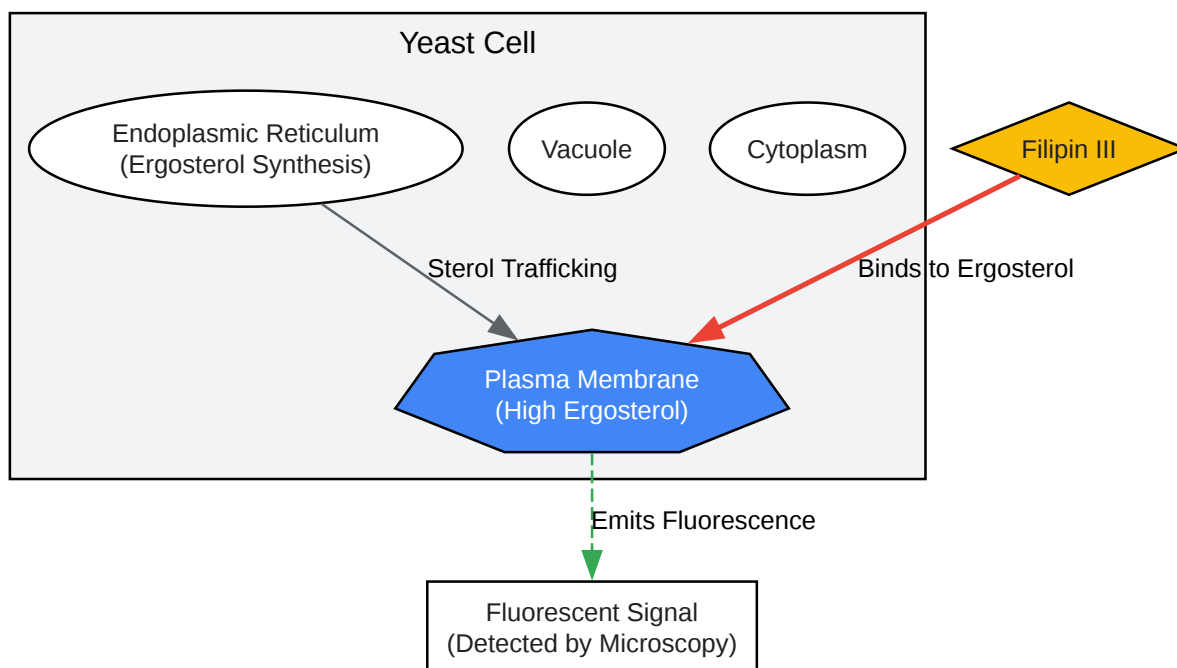 Yeast Cell
Endoplasmic Reticulum
(Ergosterol Synthesis)
Vacuole
Cytoplasm
Filipin III
Sterol Trafficking
Binds to Ergosterol
Plasma Membrane
(High Ergosterol)
Emits Fluorescence
Fluorescent Signal
(Detected by Microscopy)